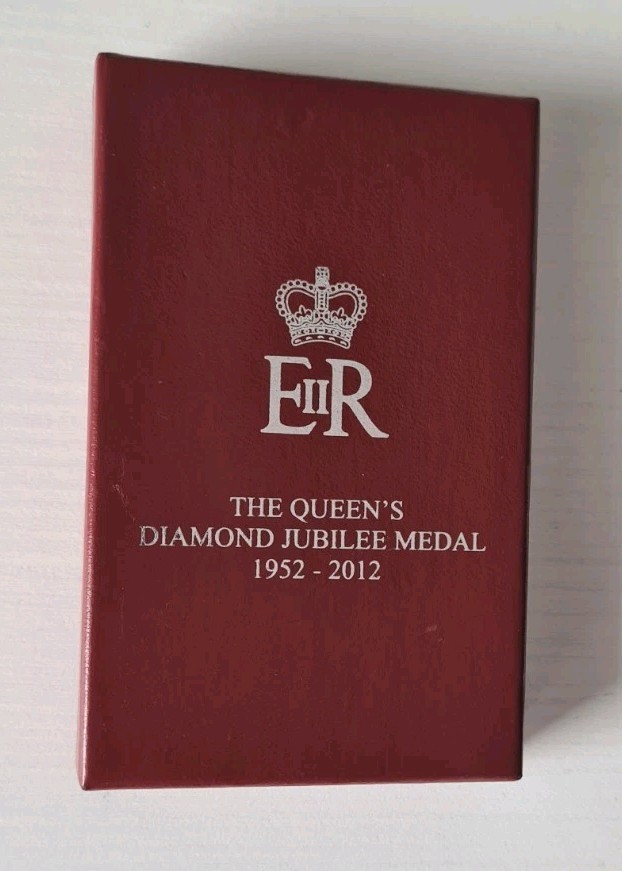 EIIR
THE QUEEN'S
DIAMOND JUBILEE MEDAL
1952 - 2012